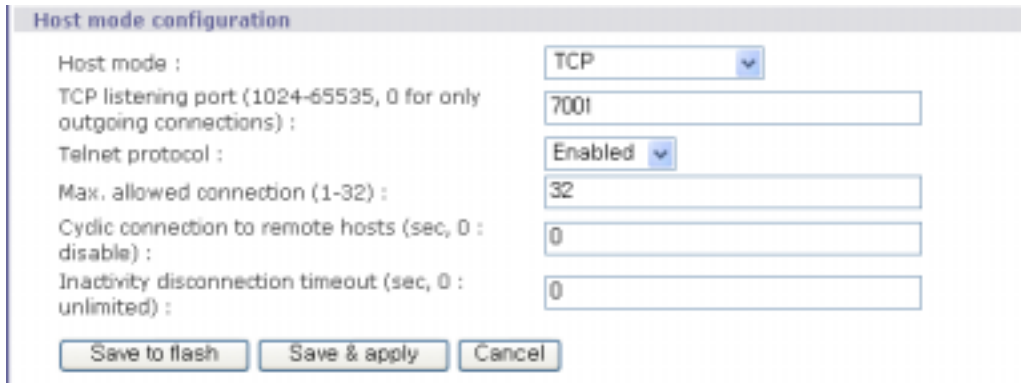 Host mode configuration
Host mode : TCP
TCP listening port (1024-65535, 0 for only
outgoing connections) : 7001
Telnet protocol : Enabled
Max. allowed connection (1-32) : 32
Cyclic connection to remote hosts (sec, 0 :
disable) : 0
Inactivity disconnection timeout (sec, 0 :
unlimited) : 0
Save to flash Save & apply Cancel